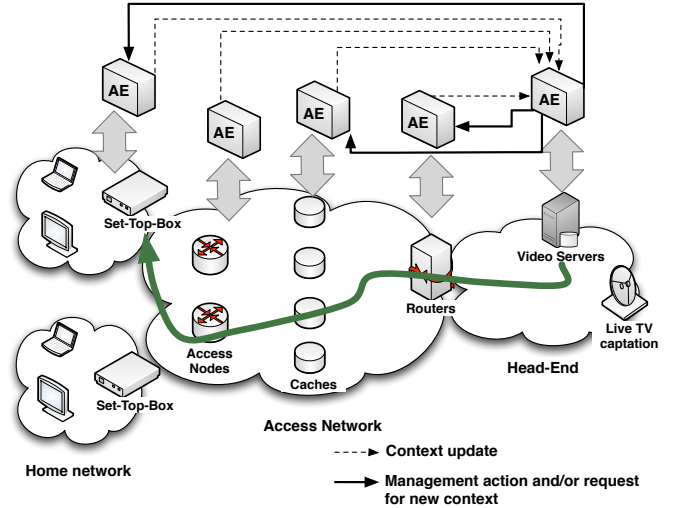 AE
AE
AE
AE
AE
Set-Top-Box
Video Servers
Routers
Live TV
captation
Access
Nodes
Caches
Head-End
Set-Top-Box
Access Network
Home network
Context update
Management action and/or request
for new context